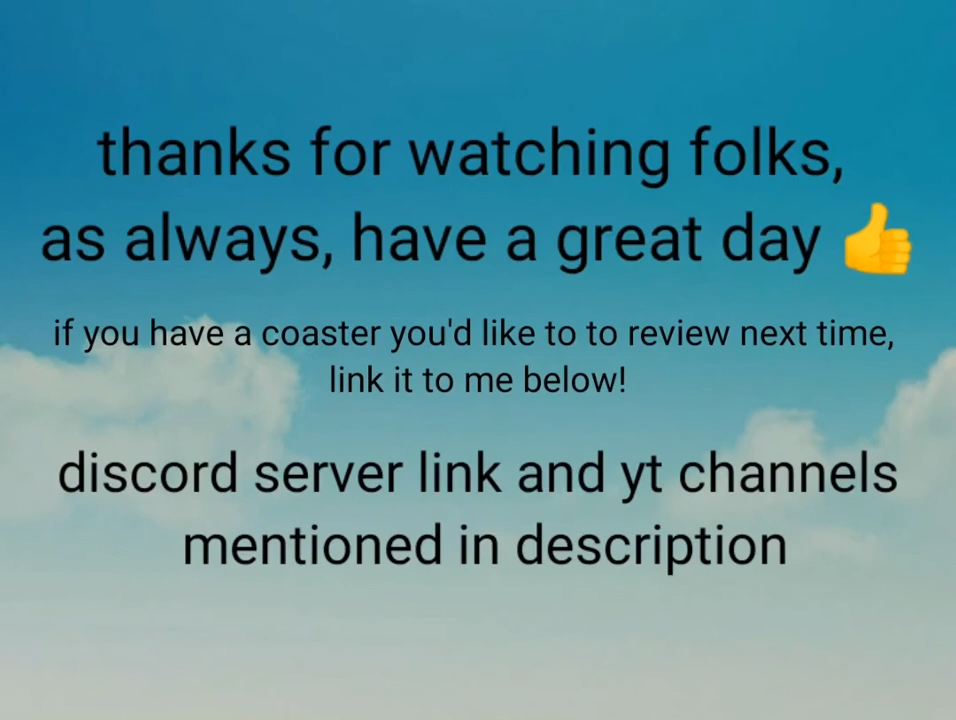 thanks for watching folks,
as always, have a great day 👍
if you have a coaster you'd like to to review next time,
link it to me below!
discord server link and yt channels
mentioned in description